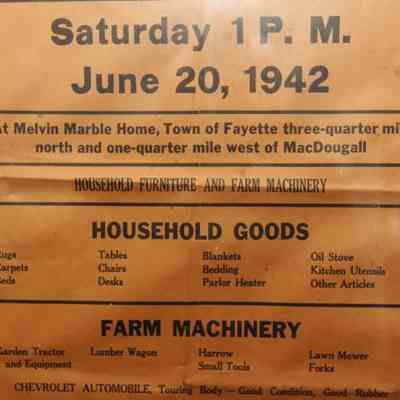 Saturday 1 P. M.
June 20, 1942
At Melvin Marble Home, Town of Fayette three-quarter mi
north and one-quarter mile west of MacDougall
HOUSEHOLD FURNITURE AND FARM MACHINERY
HOUSEHOLD GOODS
Rugs Tables Blankets Oil Stove
Carpets Chairs Bedding Kitchen Utensils
Beds Desks Parlor Heater Other Articles
FARM MACHINERY
Garden Tractor Lumber Wagon Harrow Lawn Mower
and Equipment Small Tools Forks
CHEVROLET AUTOMOBILE, Touring Body—Good Condition, Good Rubber